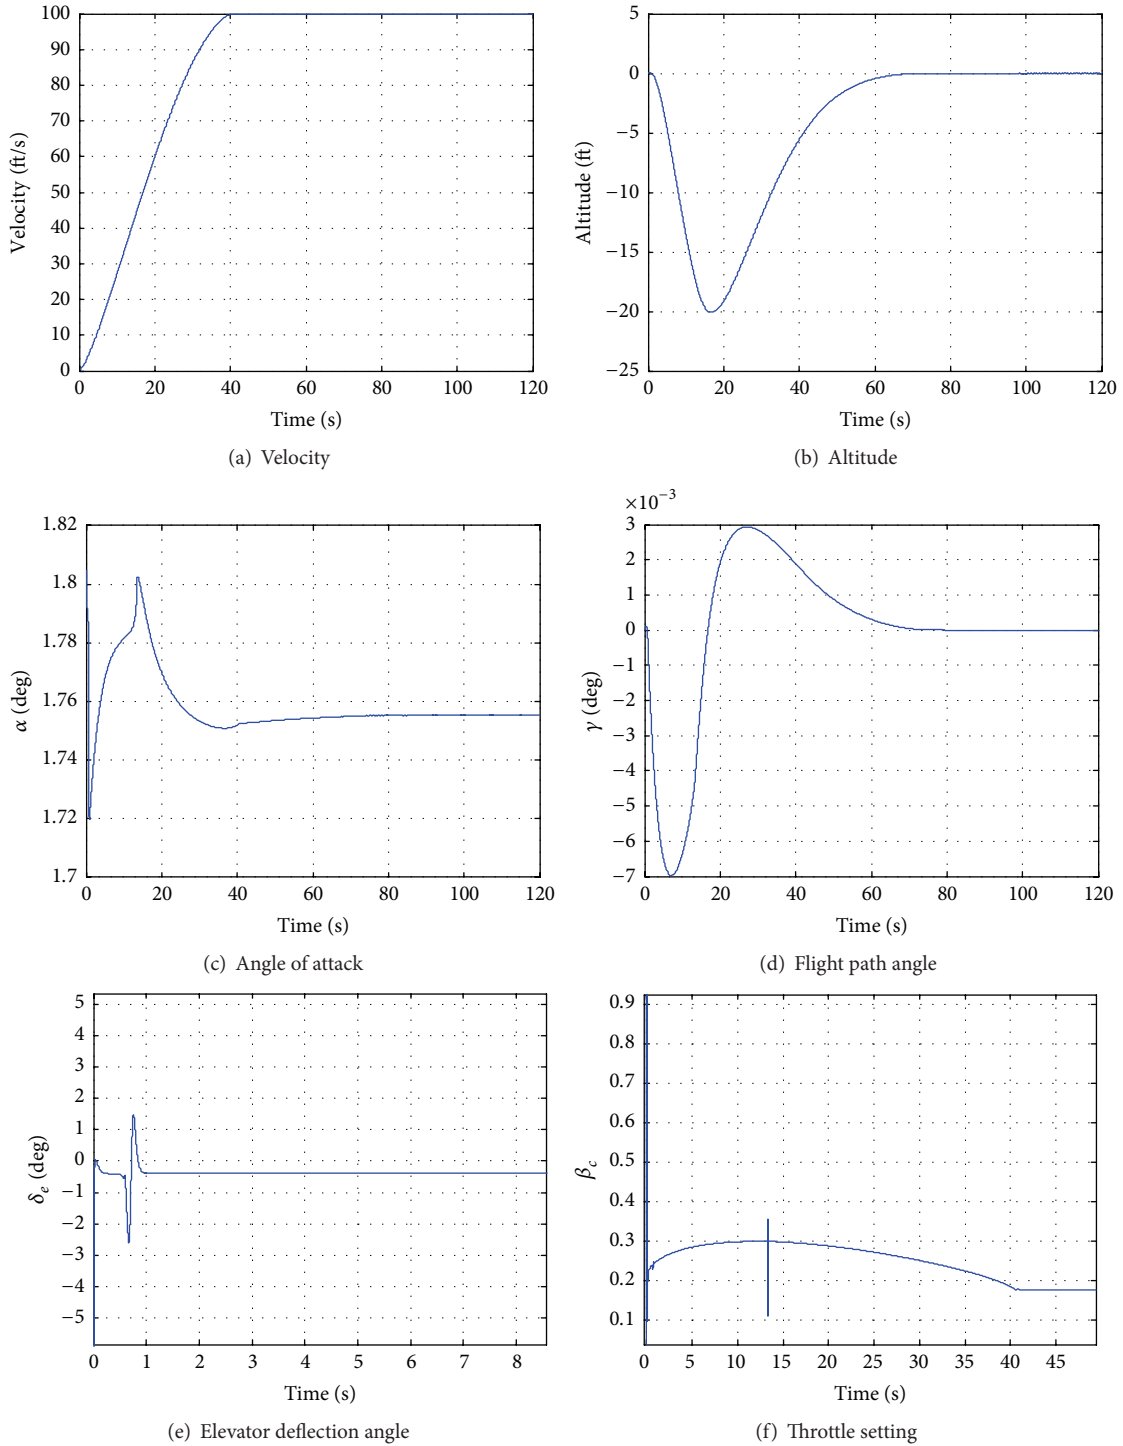 100
90
80
70
60
50
40
30
20
10
0
Velocity (ft/s)
0 20 40 60 80 100 120
Time (s)
(a) Velocity
5
0
−5
−10
−15
−20
−25
Altitude (ft)
0 20 40 60 80 100 120
Time (s)
(b) Altitude
1.82
1.8
1.78
1.76
1.74
1.72
1.7
α (deg)
0 20 40 60 80 100 120
Time (s)
(c) Angle of attack
×10−3
3
2
1
0
−1
−2
−3
−4
−5
−6
−7
γ (deg)
0 20 40 60 80 100 120
Time (s)
(d) Flight path angle
5
4
3
2
1
0
−1
−2
−3
−4
−5
δe (deg)
0 1 2 3 4 5 6 7 8
Time (s)
(e) Elevator deflection angle
0.9
0.8
0.7
0.6
0.5
0.4
0.3
0.2
0.1
βc
0 5 10 15 20 25 30 35 40 45
Time (s)
(f) Throttle setting